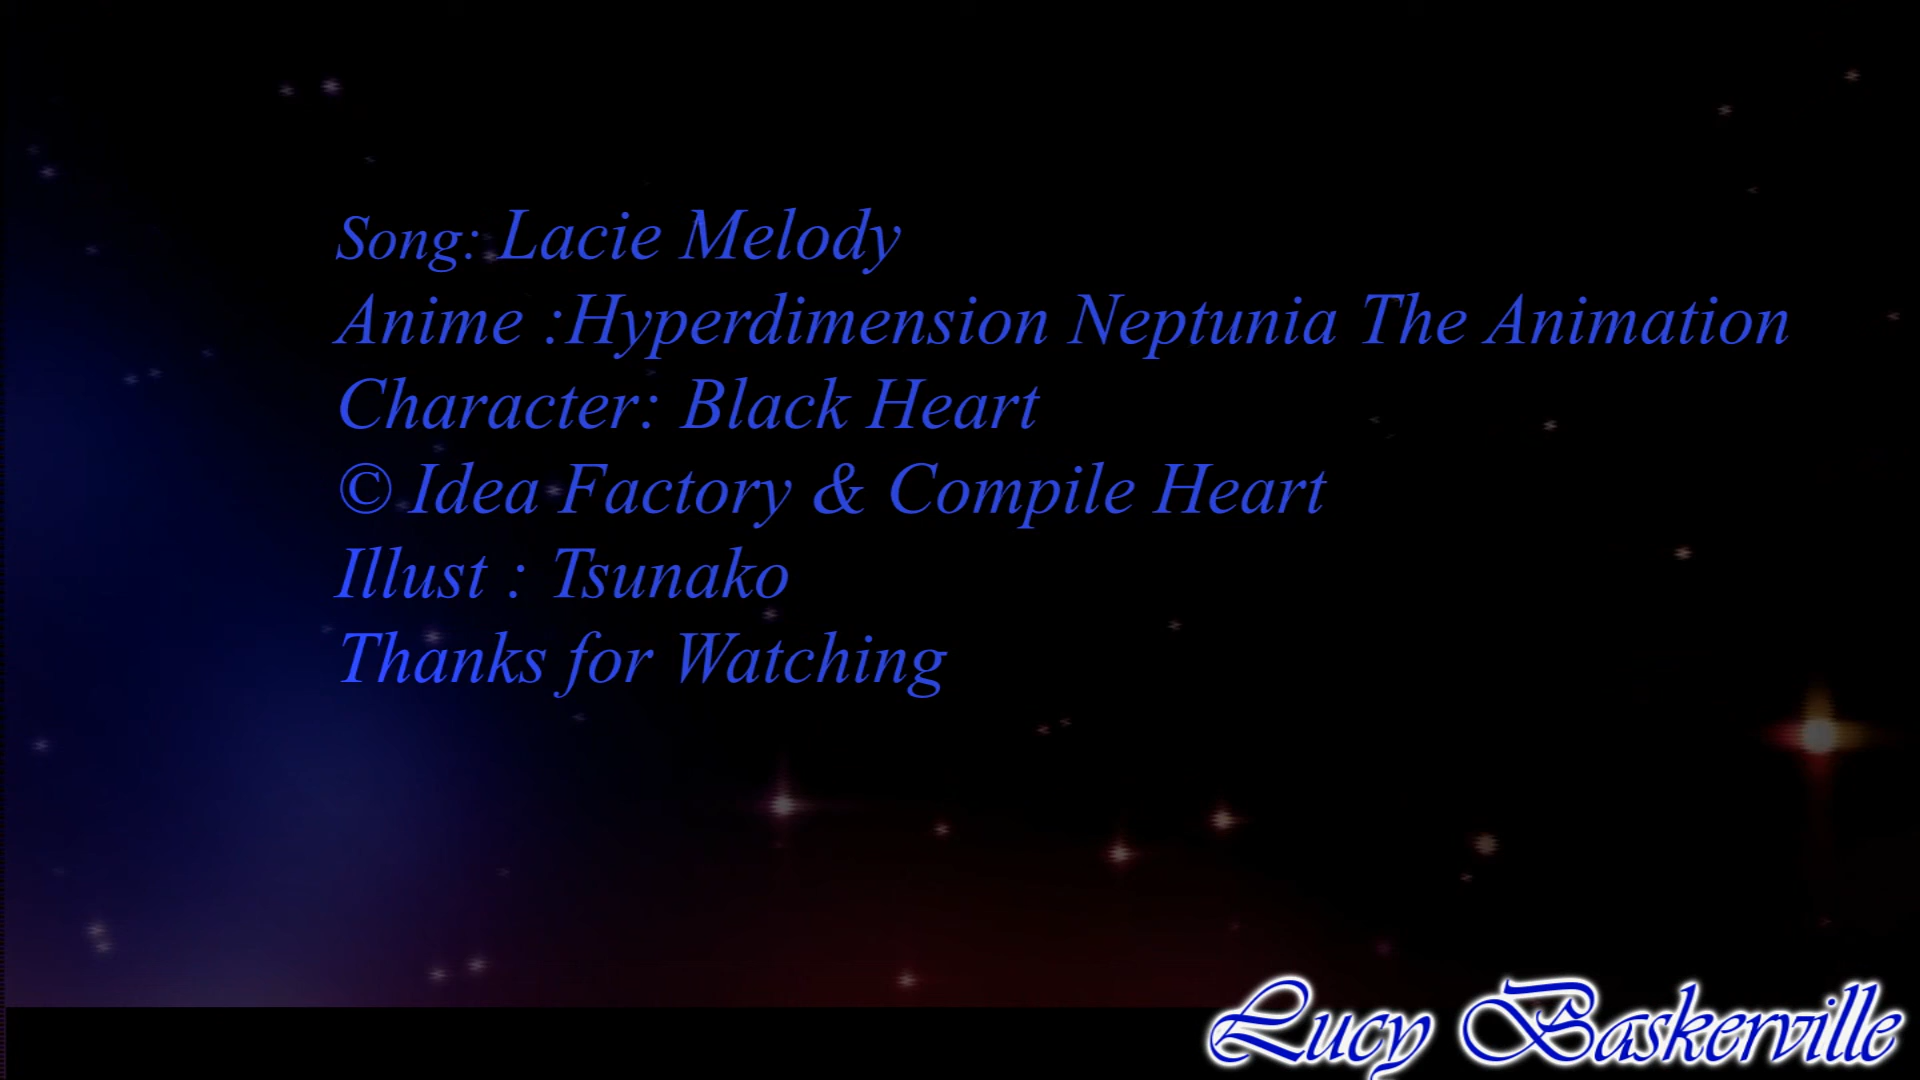 Song: Lacie Melody
Anime :Hyperdimension Neptunia The Animation
Character: Black Heart
© Idea Factory & Compile Heart
Illust : Tsunako
Thanks for Watching
Lucy Baskerville